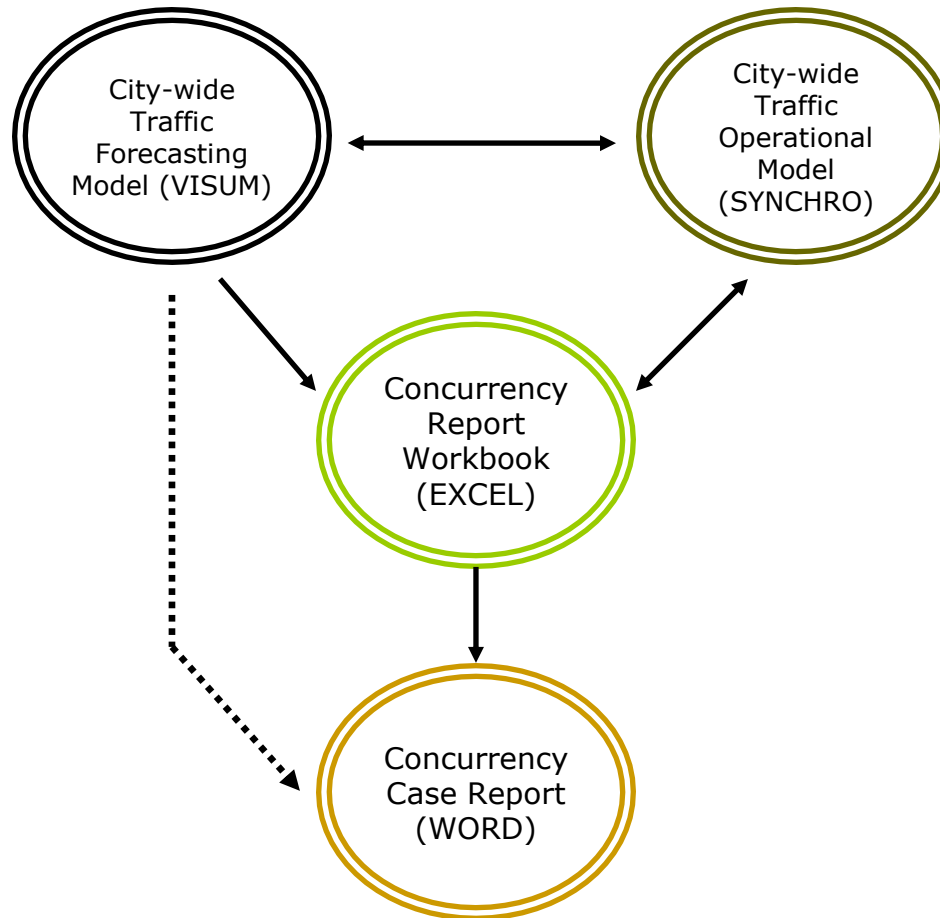 City-wide
Traffic
Forecasting
Model (VISUM)
City-wide
Traffic
Operational
Model
(SYNCHRO)
Concurrency
Report
Workbook
(EXCEL)
Concurrency
Case Report
(WORD)